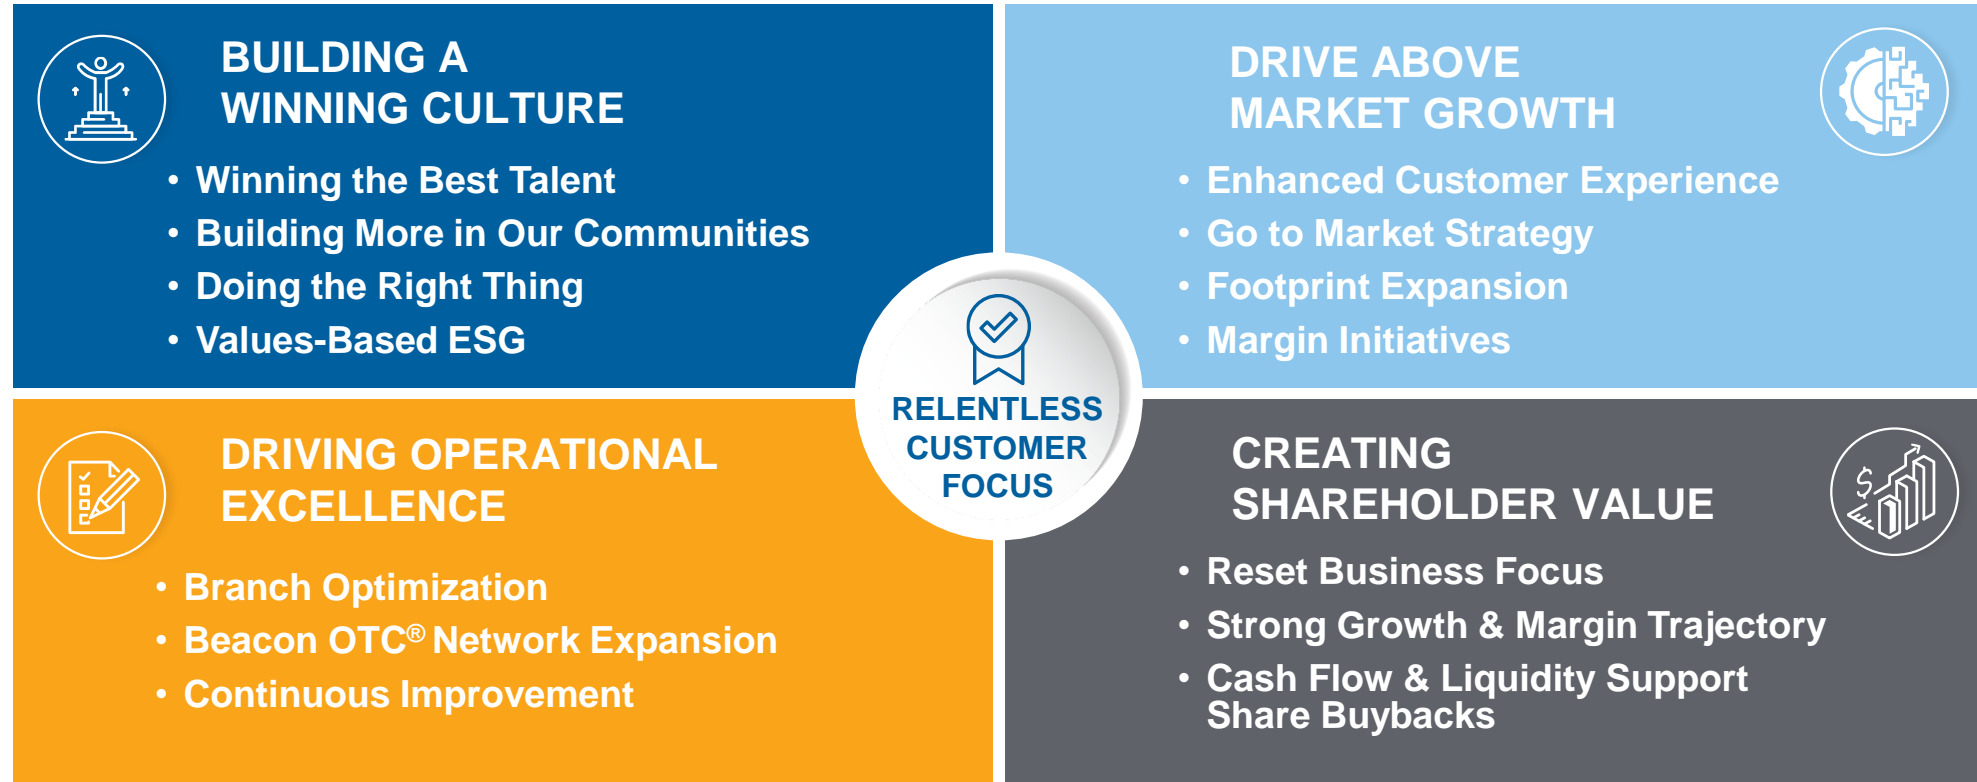 BUILDING A
WINNING CULTURE
• Winning the Best Talent
• Building More in Our Communities
• Doing the Right Thing
• Values-Based ESG
DRIVE ABOVE
MARKET GROWTH
• Enhanced Customer Experience
• Go to Market Strategy
• Footprint Expansion
• Margin Initiatives
RELENTLESS
CUSTOMER
FOCUS
DRIVING OPERATIONAL
EXCELLENCE
• Branch Optimization
• Beacon OTC® Network Expansion
• Continuous Improvement
CREATING
SHAREHOLDER VALUE
• Reset Business Focus
• Strong Growth & Margin Trajectory
• Cash Flow & Liquidity Support
Share Buybacks